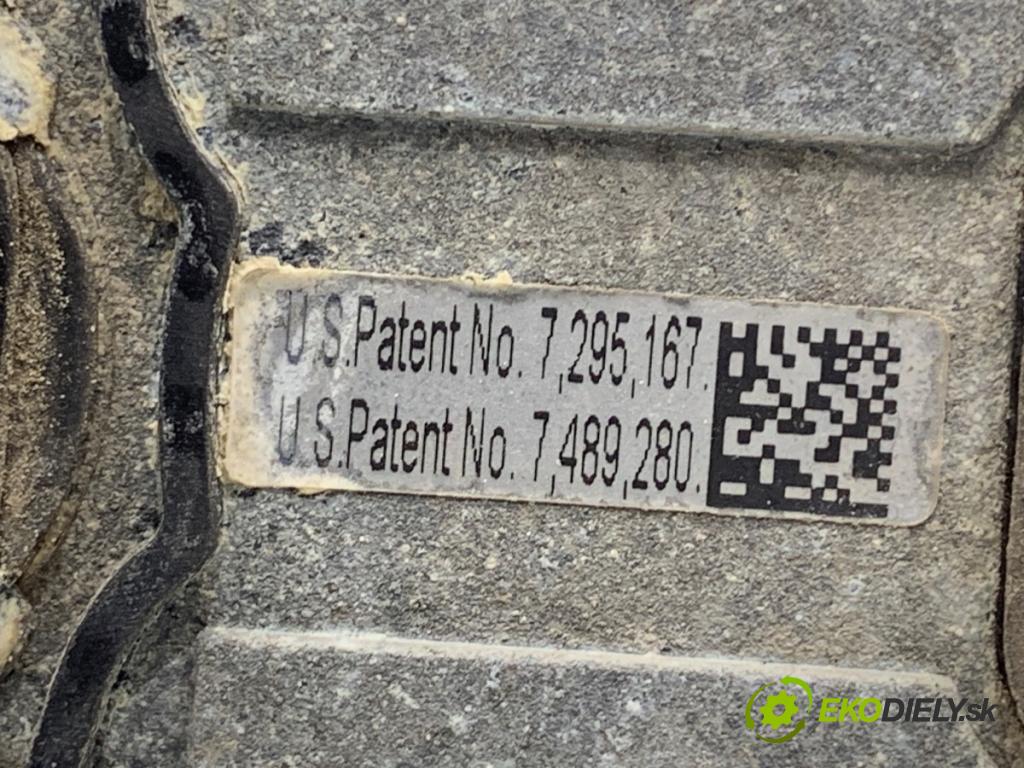 U.S.Patent No. 7,295,167.
U.S.Patent No. 7,489,280.
EKODIELY.sk